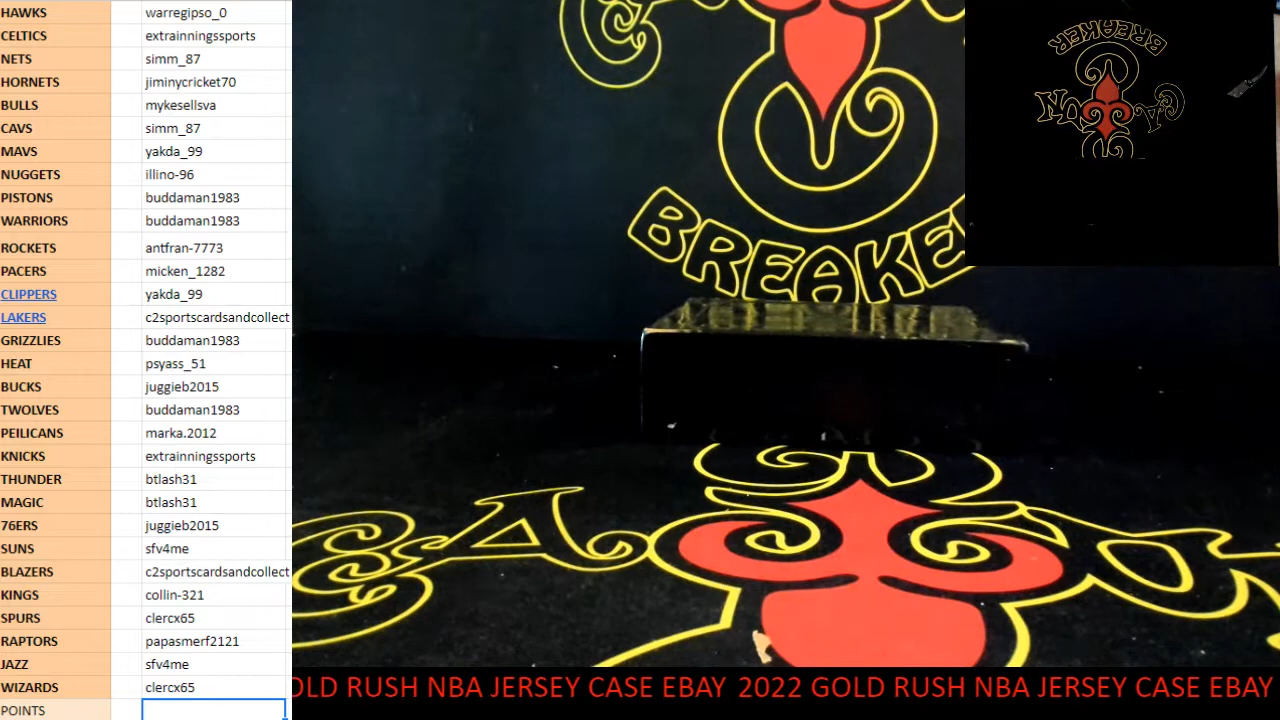 HAWKS warregipso_0
CELTICS extrainningssports
NETS simm_87
HORNETS jiminycricket70
BULLS mykesellsva
CAVS simm_87
MAVS yakda_99
NUGGETS illino-96
PISTONS buddaman1983
WARRIORS buddaman1983
ROCKETS antfran-7773
PACERS micken_1282
CLIPPERS yakda_99
LAKERS c2sportscardsandcollect
GRIZZLIES buddaman1983
HEAT psyass_51
BUCKS juggieb2015
TWOLVES buddaman1983
PEILICANS marka.2012
KNICKS extrainningssports
THUNDER btlash31
MAGIC btlash31
76ERS juggieb2015
SUNS sfv4me
BLAZERS c2sportscardsandcollect
KINGS collin-321
SPURS clercx65
RAPTORS papasmerf2121
JAZZ sfv4me
WIZARDS clercx65
POINTS
BREAKE
BREAKER
NOLA
OLD RUSH NBA JERSEY CASE EBAY 2022 GOLD RUSH NBA JERSEY CASE EBAY